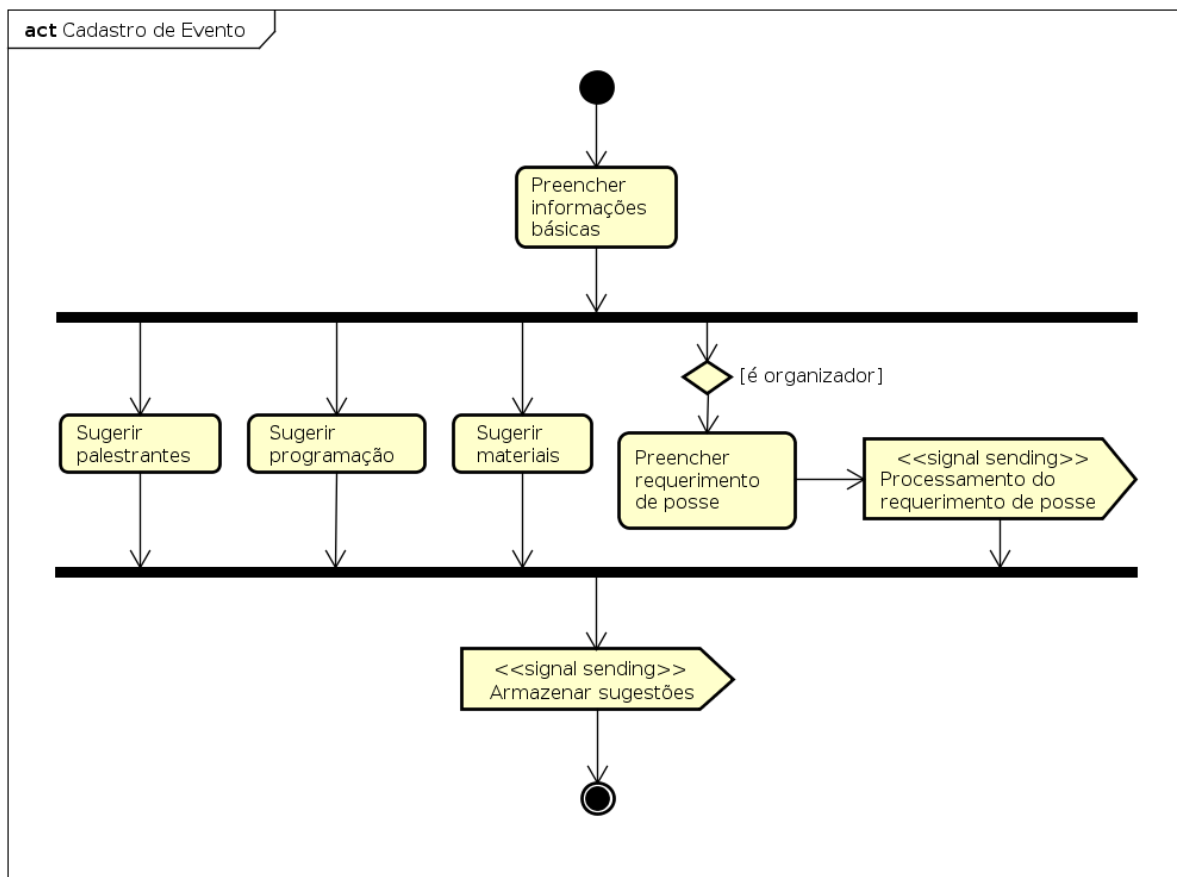 act Cadastro de Evento
Preencher
informações
básicas
[é organizador]
Sugerir
palestrantes
Sugerir
programação
Sugerir
materiais
Preencher
requerimento
de posse
<<signal sending>>
Processamento do
requerimento de posse
<<signal sending>>
Armazenar sugestões